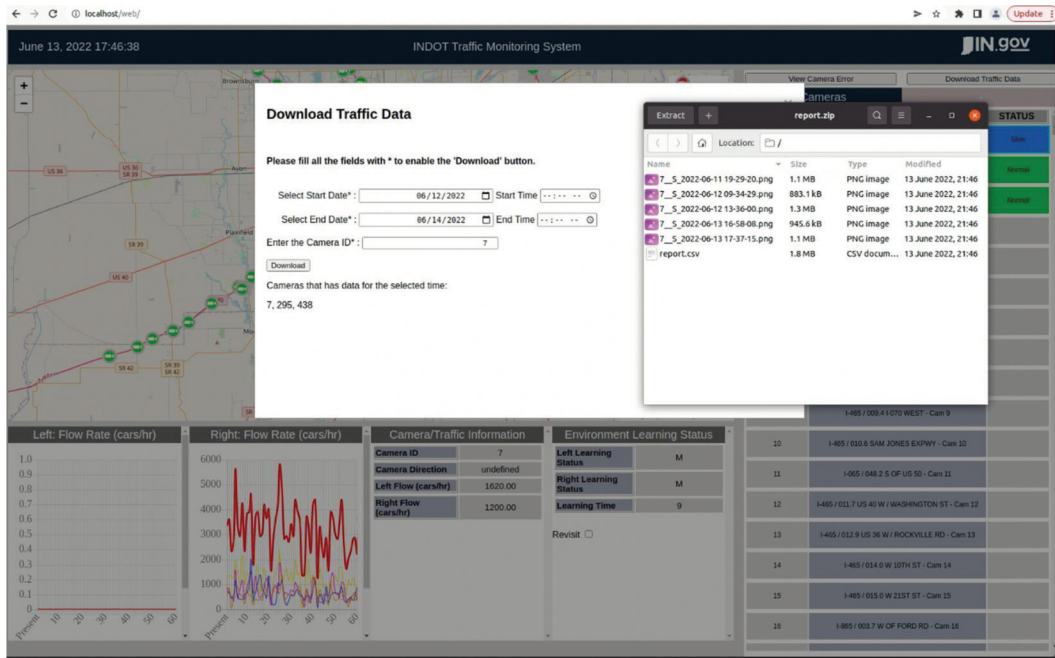 localhost/web/
Update
June 13, 2022 17:46:38
INDOT Traffic Monitoring System
IN.gov
View Camera Error
Download Traffic Data
Cameras
STATUS
Slow
Normal
Normal
+
−
Brownsburg
US 36
US 36
SR 39
Avon
Plainfield
SR 39
US 40
SR 42
SR 39
SR 42
SR
Download Traffic Data
Please fill all the fields with * to enable the 'Download' button.
Select Start Date* : 06/12/2022 Start Time --:-- --
Select End Date* : 06/14/2022 End Time --:-- --
Enter the Camera ID* : 7
Download
Cameras that has data for the selected time:
7, 295, 438
Extract + report.zip
Location: /
Name Size Type Modified
7__S_2022-06-11 19-29-20.png 1.1 MB PNG image 13 June 2022, 21:46
7__S_2022-06-12 09-34-29.png 883.1 kB PNG image 13 June 2022, 21:46
7__S_2022-06-12 13-36-00.png 1.3 MB PNG image 13 June 2022, 21:46
7__S_2022-06-13 16-58-08.png 945.6 kB PNG image 13 June 2022, 21:46
7__S_2022-06-13 17-37-15.png 1.1 MB PNG image 13 June 2022, 21:46
report.csv 1.8 MB CSV docum... 13 June 2022, 21:46
I-465 / 009.4 I-070 WEST - Cam 9
10 I-465 / 010.6 SAM JONES EXPWY - Cam 10
11 I-065 / 048.2 S OF US 50 - Cam 11
12 I-465 / 011.7 US 40 W / WASHINGTON ST - Cam 12
13 I-465 / 012.9 US 36 W / ROCKVILLE RD - Cam 13
14 I-465 / 014.0 W 10TH ST - Cam 14
15 I-465 / 015.0 W 21ST ST - Cam 15
16 I-865 / 003.7 W OF FORD RD - Cam 16
Left: Flow Rate (cars/hr)
1.0
0.9
0.8
0.7
0.6
0.5
0.4
0.3
0.2
0.1
0
Present 10 20 30 40 50 60
Right: Flow Rate (cars/hr)
6000
5000
4000
3000
2000
1000
0
Present 10 20 30 40 50 60
Camera/Traffic Information
Camera ID 7
Camera Direction undefined
Left Flow (cars/hr) 1620.00
Right Flow
(cars/hr) 1200.00
Environment Learning Status
Left Learning
Status M
Right Learning
Status M
Learning Time 9
Revisit